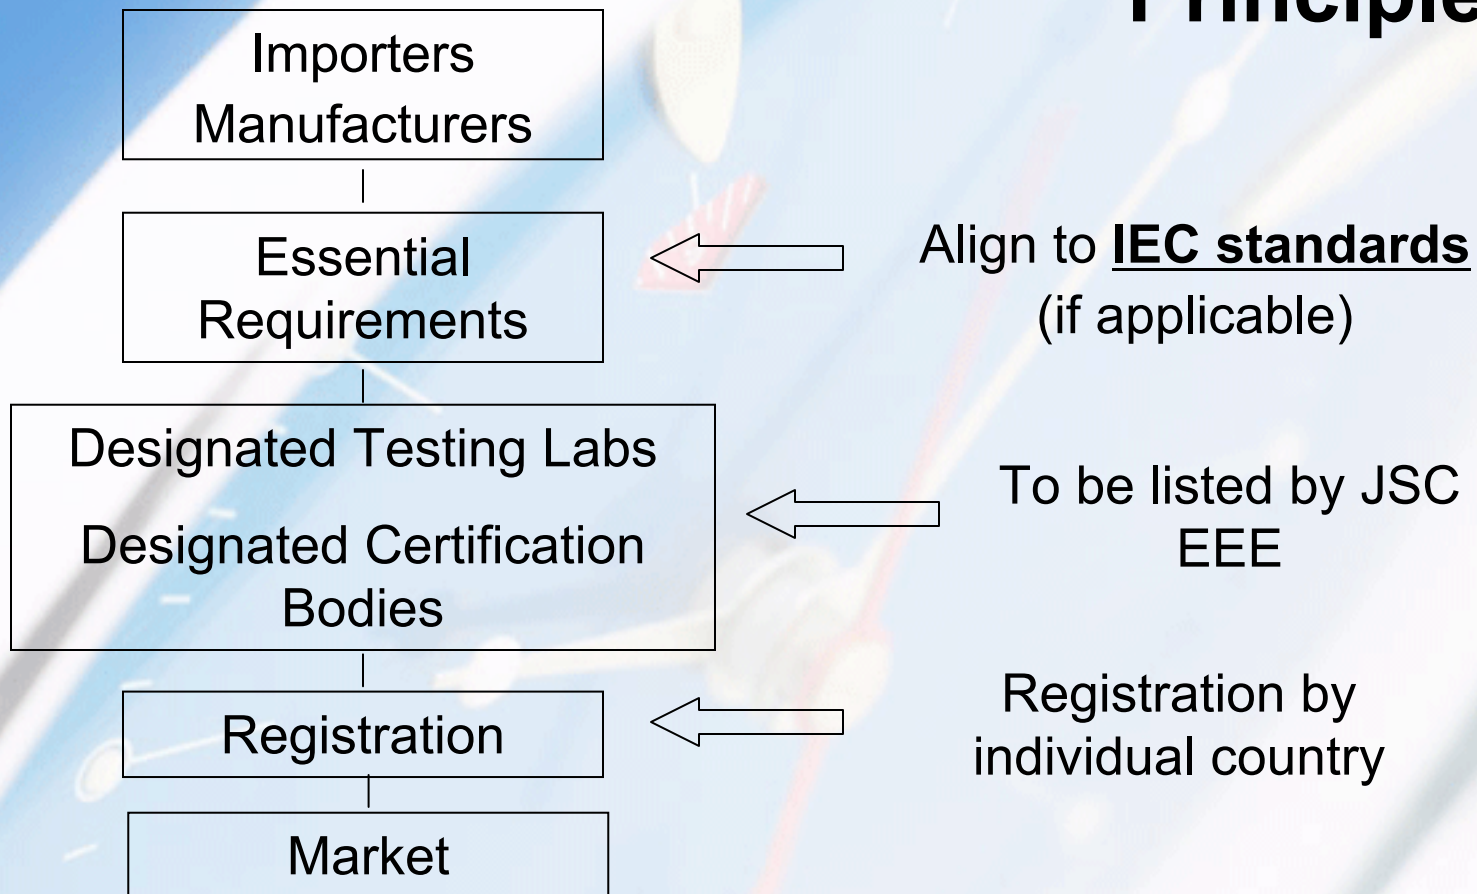 Principle
Importers
Manufacturers
Essential
Requirements
Align to IEC standards
(if applicable)
Designated Testing Labs
Designated Certification
Bodies
To be listed by JSC
EEE
Registration
Registration by
individual country
Market